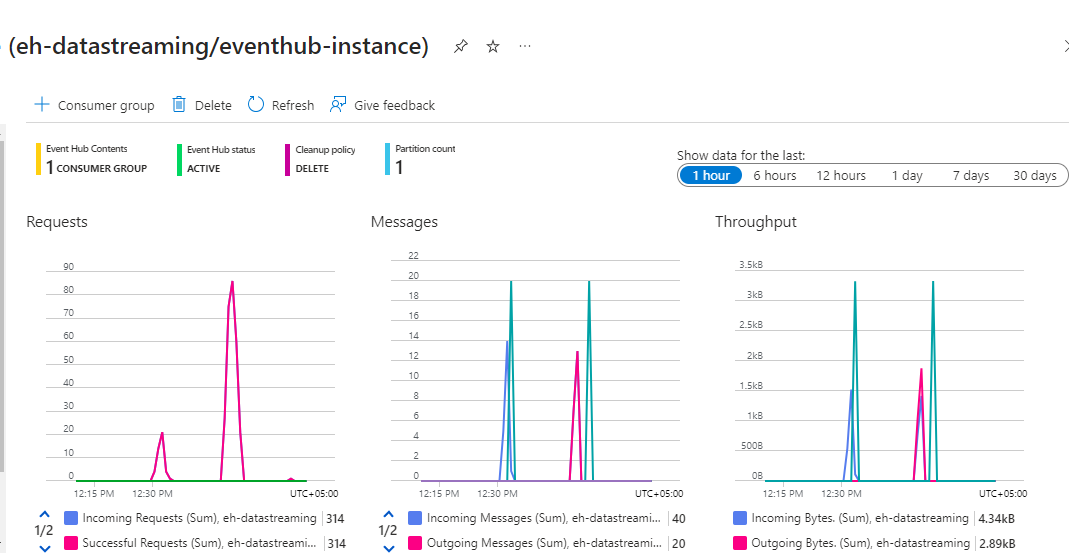 (eh-datastreaming/eventhub-instance)
Consumer group Delete Refresh Give feedback
Event Hub Contents
1 CONSUMER GROUP
Event Hub status
ACTIVE
Cleanup policy
DELETE
Partition count
1
Show data for the last:
1 hour 6 hours 12 hours 1 day 7 days 30 days
Requests
90
80
70
60
50
40
30
20
10
0
12:15 PM 12:30 PM UTC+05:00
1/2
Incoming Requests (Sum), eh-datastreaming 314
Successful Requests (Sum), eh-datastreaming 314
Messages
22
20
18
16
14
12
10
8
6
4
2
0
12:15 PM 12:30 PM UTC+05:00
1/2
Incoming Messages (Sum), eh-datastreami... 40
Outgoing Messages (Sum), eh-datastreami... 20
Throughput
3.5kB
3kB
2.5kB
2kB
1.5kB
1kB
500B
0B
12:15 PM 12:30 PM UTC+05:00
Incoming Bytes. (Sum), eh-datastreaming 4.34kB
Outgoing Bytes. (Sum), eh-datastreaming 2.89kB